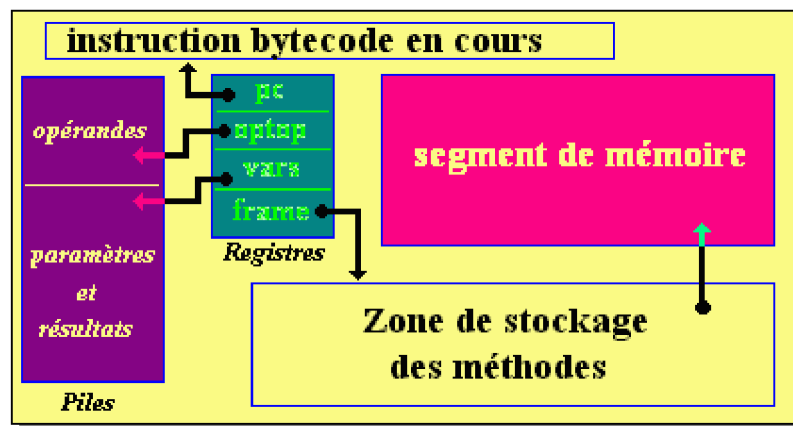 instruction bytecode en cours
opérandes
paramètres
et
résultats
Piles
pc
optop
vars
frame
Registres
segment de mémoire
Zone de stockage
des méthodes